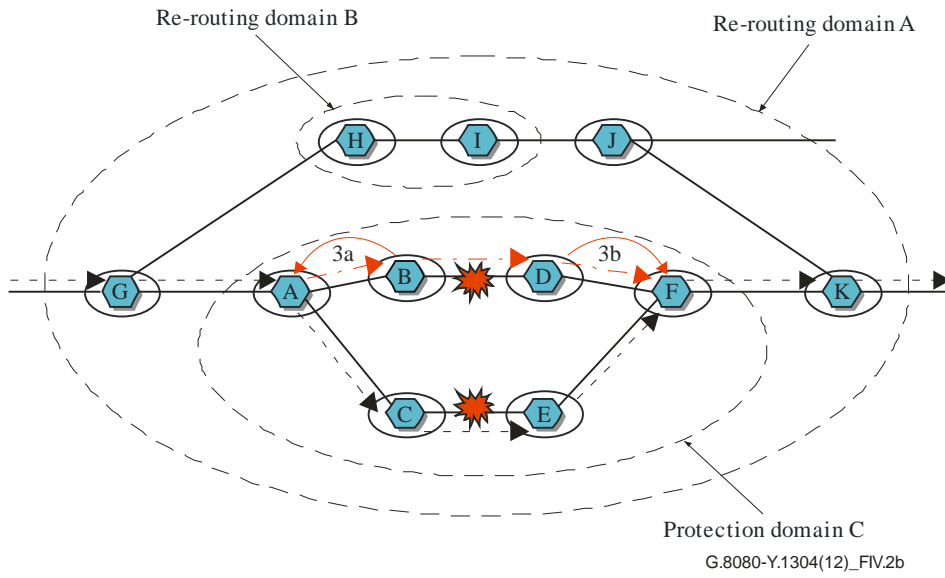 Re-routing domain B
Re-routing domain A
H
I
J
3a
3b
G
A
B
D
F
K
C
E
Protection domain C
G.8080-Y.1304(12)_FIV.2b